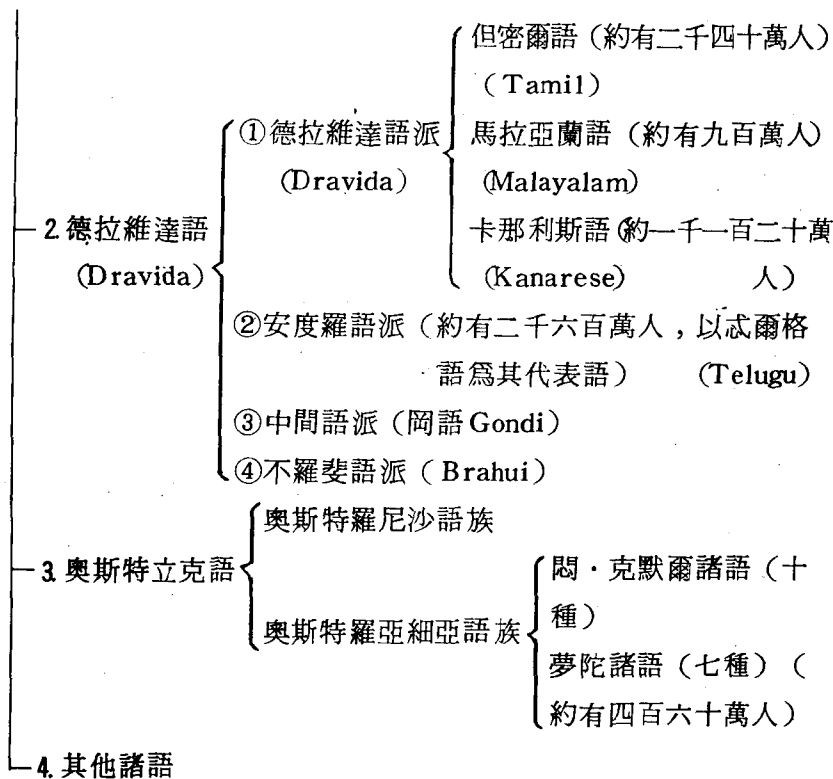 2. 德拉維達語
(Dravida)
①德拉維達語派
(Dravida)
但密爾語（約有二千四十萬人）
（Tamil）
馬拉亞蘭語（約有九百萬人）
(Malayalam)
卡那利斯語（約一千一百二十萬
(Kanarese) 人）
②安度羅語派（約有二千六百萬人，以忒爾格
語爲其代表語） (Telugu)
③中間語派（岡語 Gondi）
④不羅斐語派（Brahui）
3. 奧斯特立克語
奧斯特羅尼沙語族
奧斯特羅亞細亞語族
悶・克默爾諸語（十
種）
夢陀諸語（七種）（
約有四百六十萬人）
4. 其他諸語